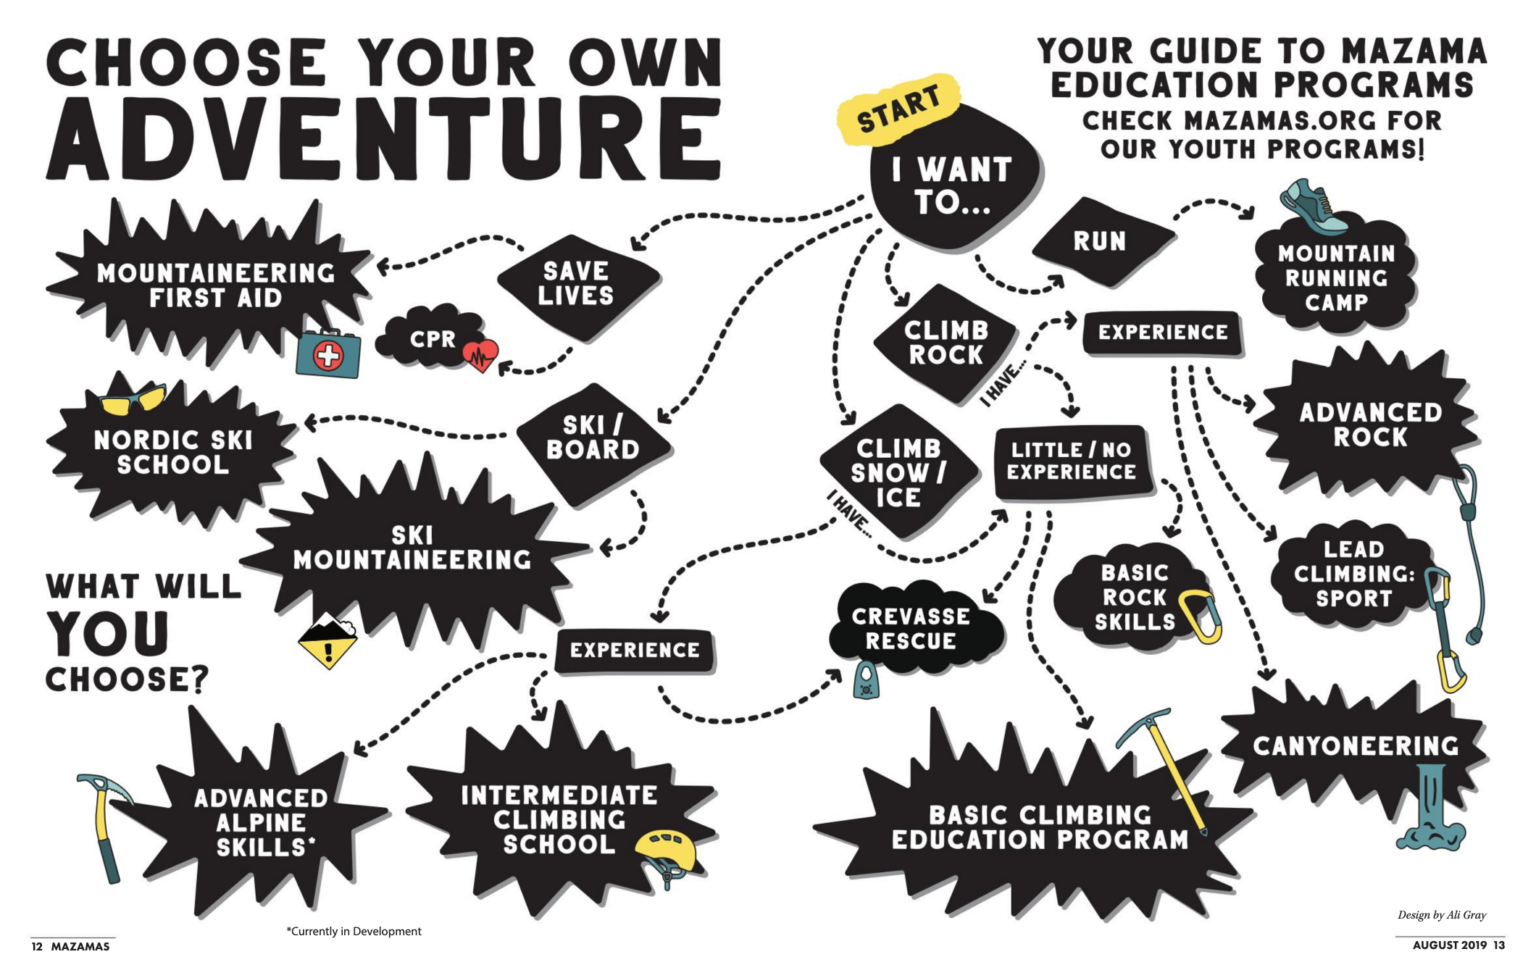 CHOOSE YOUR OWN
ADVENTURE
YOUR GUIDE TO MAZAMA
EDUCATION PROGRAMS
CHECK MAZAMAS.ORG FOR
OUR YOUTH PROGRAMS!
START
I WANT
TO...
RUN
MOUNTAIN
RUNNING
CAMP
SAVE
LIVES
MOUNTAINEERING
FIRST AID
CPR
CLIMB
ROCK
I HAVE...
EXPERIENCE
ADVANCED
ROCK
SKI /
BOARD
NORDIC SKI
SCHOOL
SKI
MOUNTAINEERING
CLIMB
SNOW /
ICE
I HAVE...
LITTLE / NO
EXPERIENCE
BASIC
ROCK
SKILLS
LEAD
CLIMBING:
SPORT
CREVASSE
RESCUE
EXPERIENCE
WHAT WILL
YOU
CHOOSE?
ADVANCED
ALPINE
SKILLS*
INTERMEDIATE
CLIMBING
SCHOOL
BASIC CLIMBING
EDUCATION PROGRAM
CANYONEERING
*Currently in Development
Design by Ali Gray
12 MAZAMAS
AUGUST 2019 13